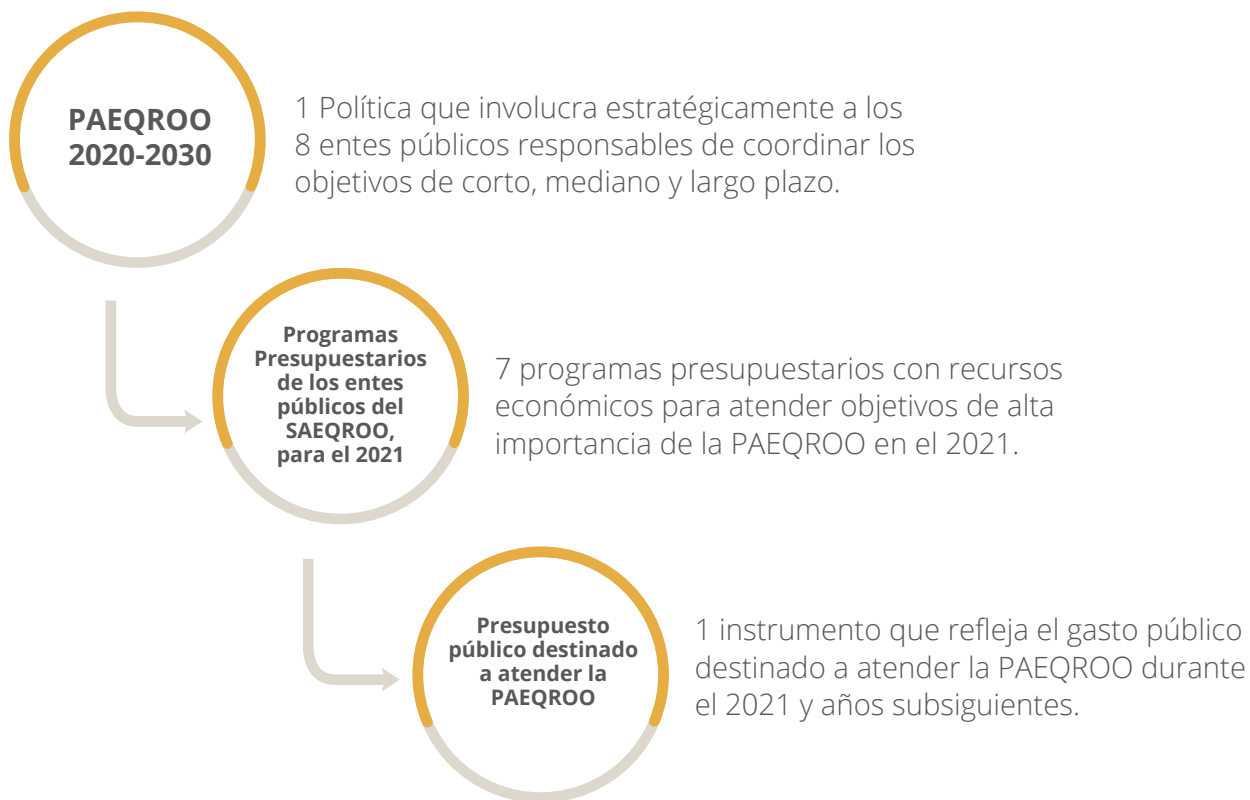 PAEQROO
2020-2030
1 Política que involucra estratégicamente a los
8 entes públicos responsables de coordinar los
objetivos de corto, mediano y largo plazo.
Programas
Presupuestarios
de los entes
públicos del
SAEQROO,
para el 2021
7 programas presupuestarios con recursos
económicos para atender objetivos de alta
importancia de la PAEQROO en el 2021.
Presupuesto
público destinado
a atender la
PAEQROO
1 instrumento que refleja el gasto público
destinado a atender la PAEQROO durante
el 2021 y años subsiguientes.